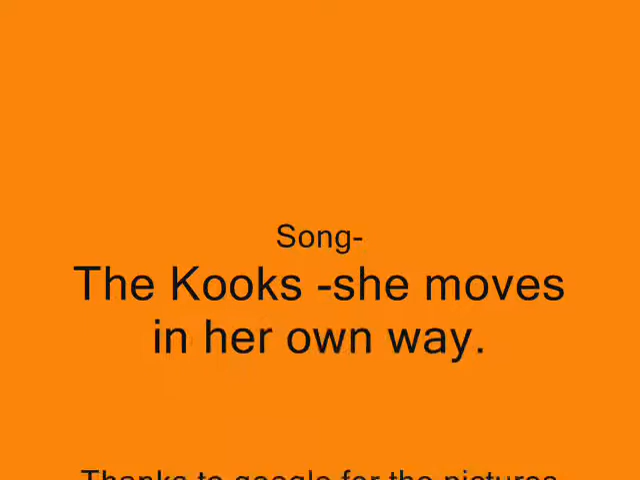 Song-
The Kooks -she moves
in her own way.
Thanks to google for the pictures